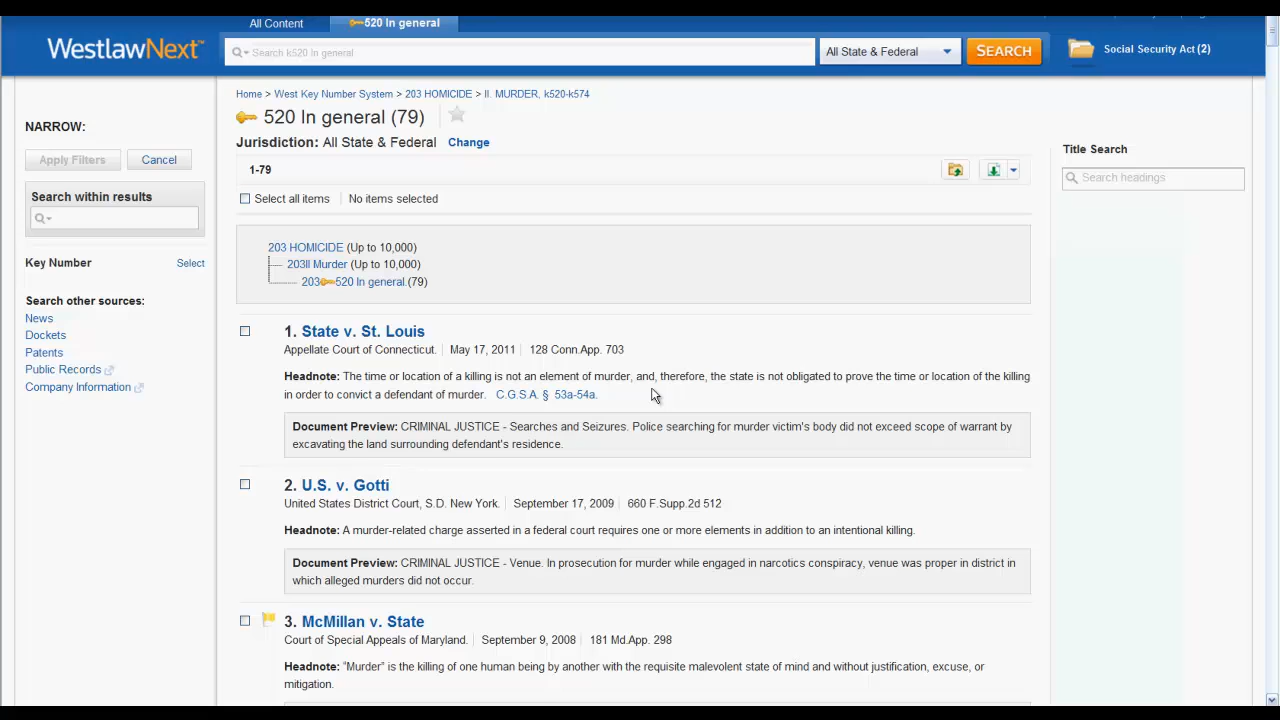 All Content
520 In general
WestlawNext™
Search k520 In general
All State & Federal
SEARCH
Social Security Act (2)
Home > West Key Number System > 203 HOMICIDE > II. MURDER, k520-k574
520 In general (79)
Jurisdiction: All State & Federal Change
1-79
Select all items
No items selected
NARROW:
Apply Filters
Cancel
Search within results
Key Number
Select
Search other sources:
News
Dockets
Patents
Public Records
Company Information
Title Search
Search headings
203 HOMICIDE (Up to 10,000)
203II Murder (Up to 10,000)
203 520 In general.(79)
1. State v. St. Louis
Appellate Court of Connecticut. May 17, 2011 128 Conn.App. 703
Headnote: The time or location of a killing is not an element of murder, and, therefore, the state is not obligated to prove the time or location of the killing
in order to convict a defendant of murder. C.G.S.A. § 53a-54a.
Document Preview: CRIMINAL JUSTICE - Searches and Seizures. Police searching for murder victim's body did not exceed scope of warrant by
excavating the land surrounding defendant's residence.
2. U.S. v. Gotti
United States District Court, S.D. New York. September 17, 2009 660 F.Supp.2d 512
Headnote: A murder-related charge asserted in a federal court requires one or more elements in addition to an intentional killing.
Document Preview: CRIMINAL JUSTICE - Venue. In prosecution for murder while engaged in narcotics conspiracy, venue was proper in district in
which alleged murders did not occur.
3. McMillan v. State
Court of Special Appeals of Maryland. September 9, 2008 181 Md.App. 298
Headnote: "Murder" is the killing of one human being by another with the requisite malevolent state of mind and without justification, excuse, or
mitigation.